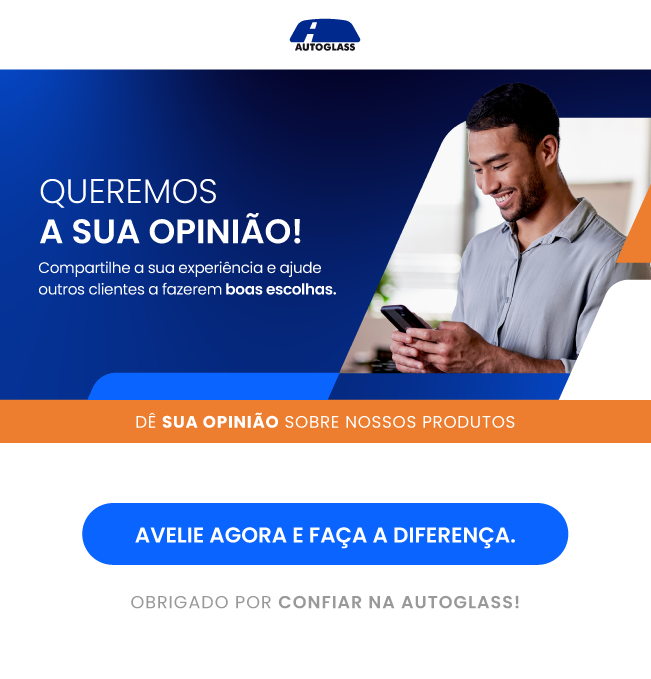 AUTOGLASS
QUEREMOS
A SUA OPINIÃO!
Compartilhe a sua experiência e ajude
outros clientes a fazerem boas escolhas.
DÊ SUA OPINIÃO SOBRE NOSSOS PRODUTOS
AVELIE AGORA E FAÇA A DIFERENÇA.
OBRIGADO POR CONFIAR NA AUTOGLASS!